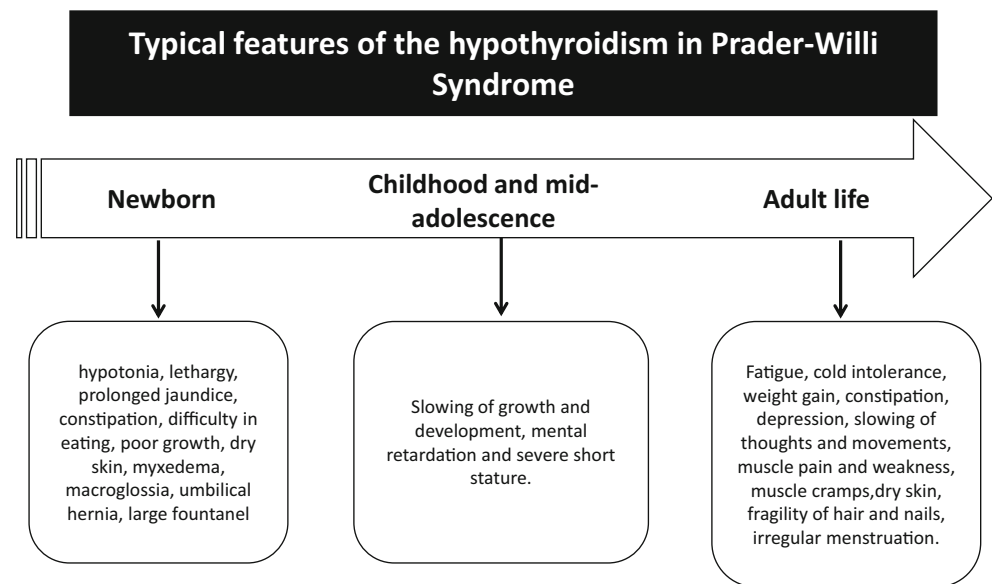 Typical features of the hypothyroidism in Prader-Willi
Syndrome
Newborn
Childhood and mid-
adolescence
Adult life
hypotonia, lethargy,
prolonged jaundice,
constipation, difficulty in
eating, poor growth, dry
skin, myxedema,
macroglossia, umbilical
hernia, large fountanel
Slowing of growth and
development, mental
retardation and severe short
stature.
Fatigue, cold intolerance,
weight gain, constipation,
depression, slowing of
thoughts and movements,
muscle pain and weakness,
muscle cramps,dry skin,
fragility of hair and nails,
irregular menstruation.